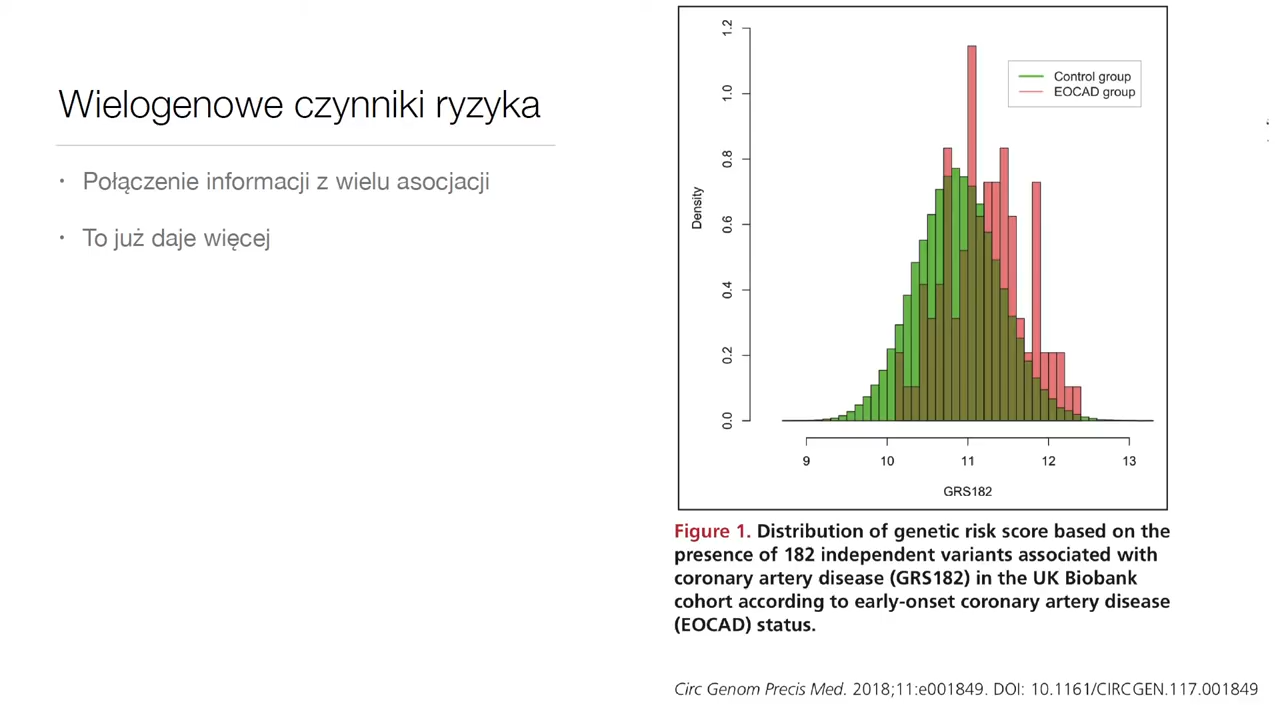 Wielogenowe czynniki ryzyka
• Połączenie informacji z wielu asocjacji
• To już daje więcej
Density
1.2
1.0
0.8
0.6
0.4
0.2
0.0
Control group
EOCAD group
9 10 11 12 13
GRS182
Figure 1. Distribution of genetic risk score based on the
presence of 182 independent variants associated with
coronary artery disease (GRS182) in the UK Biobank
cohort according to early-onset coronary artery disease
(EOCAD) status.
Circ Genom Precis Med. 2018;11:e001849. DOI: 10.1161/CIRCGEN.117.001849